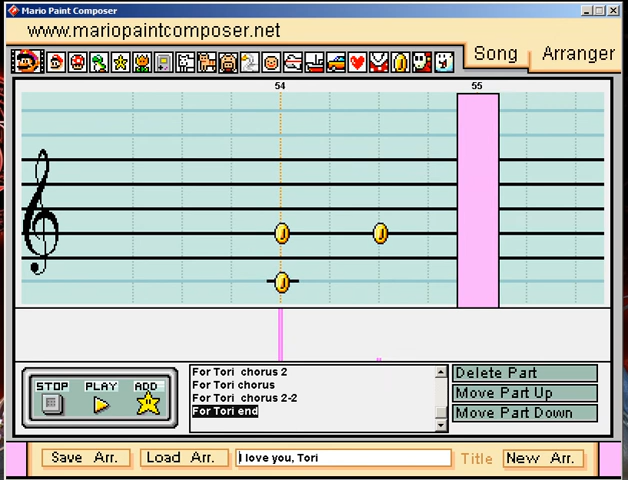 Mario Paint Composer
www.mariopaintcomposer.net
Song
Arranger
54
55
STOP
PLAY
ADD
For Tori chorus 2
For Tori chorus
For Tori chorus 2-2
For Tori end
Delete Part
Move Part Up
Move Part Down
Save Arr.
Load Arr.
I love you, Tori
Title
New Arr.